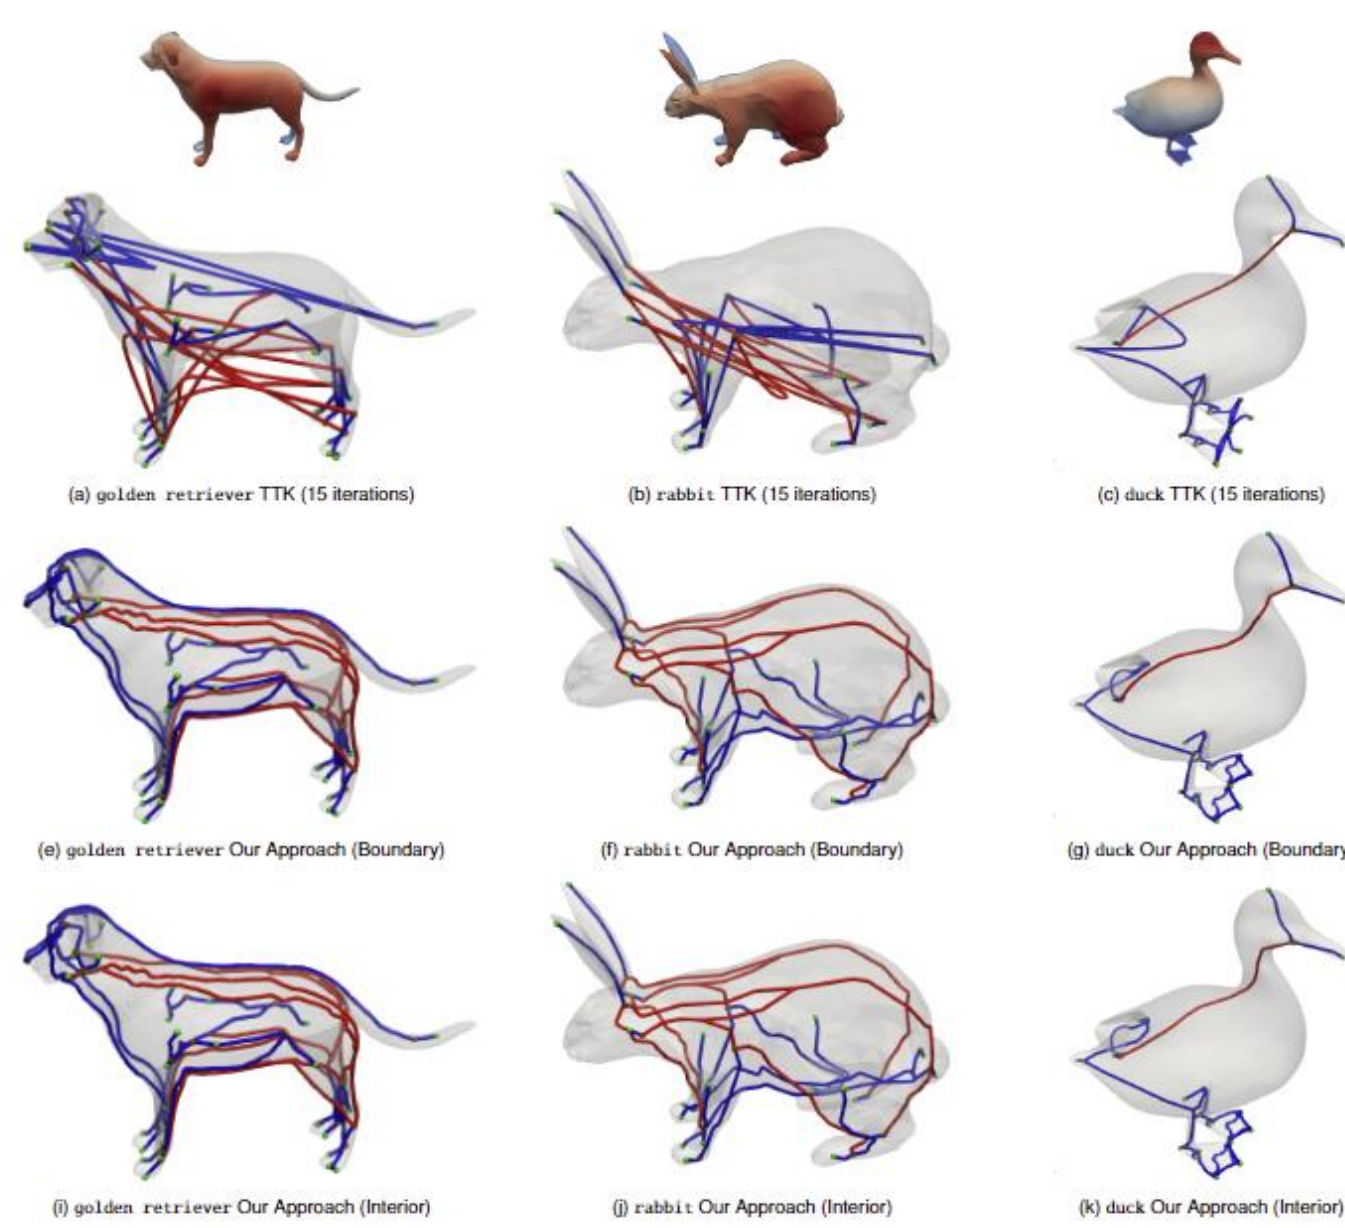 (a) golden retriever TTK (15 iterations)
(b) rabbit TTK (15 iterations)
(c) duck TTK (15 iterations)
(e) golden retriever Our Approach (Boundary)
(f) rabbit Our Approach (Boundary)
(g) duck Our Approach (Boundary
(i) golden retriever Our Approach (Interior)
(j) rabbit Our Approach (Interior)
(k) duck Our Approach (Interior)